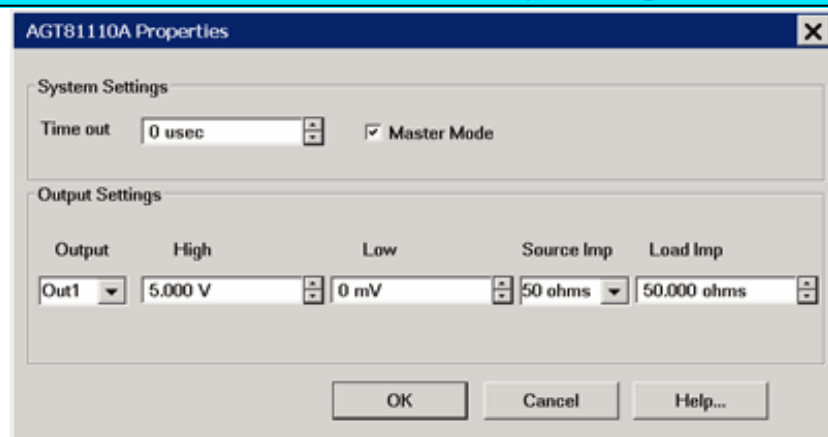 AGT81110A Properties
System Settings
Time out 0 usec Master Mode
Output Settings
Output High Low Source Imp Load Imp
Out1 5.000 V 0 mV 50 ohms 50.000 ohms
OK Cancel Help...